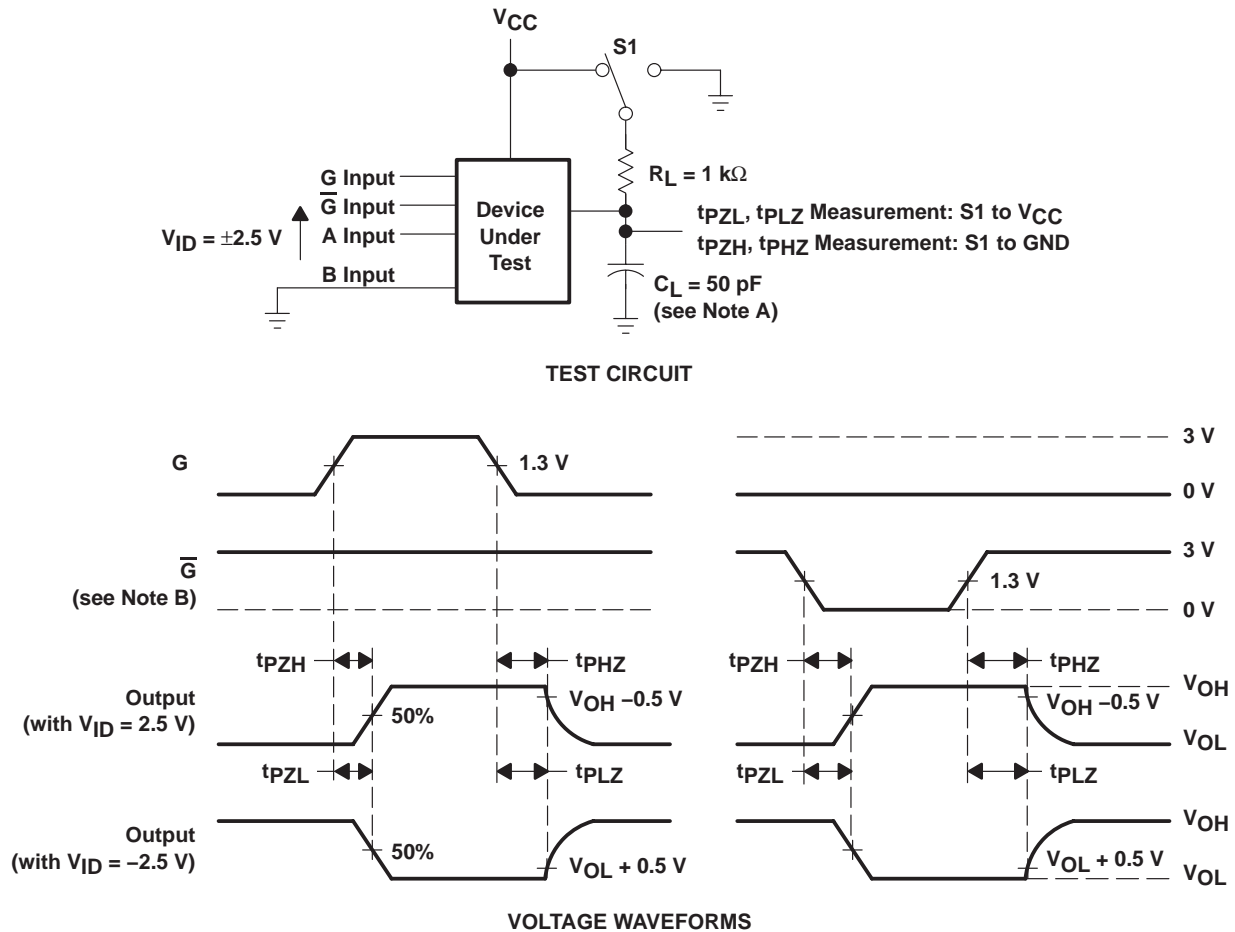 VCC
S1
G Input
G Input
A Input
B Input
VID = ±2.5 V
Device
Under
Test
RL = 1 kΩ
tPZL, tPLZ Measurement: S1 to VCC
tPZH, tPHZ Measurement: S1 to GND
CL = 50 pF
(see Note A)
TEST CIRCUIT
G
1.3 V
3 V
0 V
G
(see Note B)
1.3 V
3 V
0 V
tPZH
tPHZ
tPZH
tPHZ
Output
(with VID = 2.5 V)
50%
VOH –0.5 V
VOH –0.5 V
VOH
VOL
tPZL
tPLZ
tPZL
tPLZ
Output
(with VID = –2.5 V)
50%
VOL + 0.5 V
VOL + 0.5 V
VOH
VOL
VOLTAGE WAVEFORMS